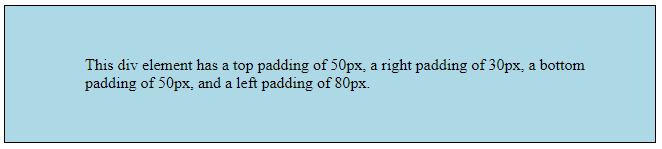 This div element has a top padding of 50px, a right padding of 30px, a bottom
padding of 50px, and a left padding of 80px.